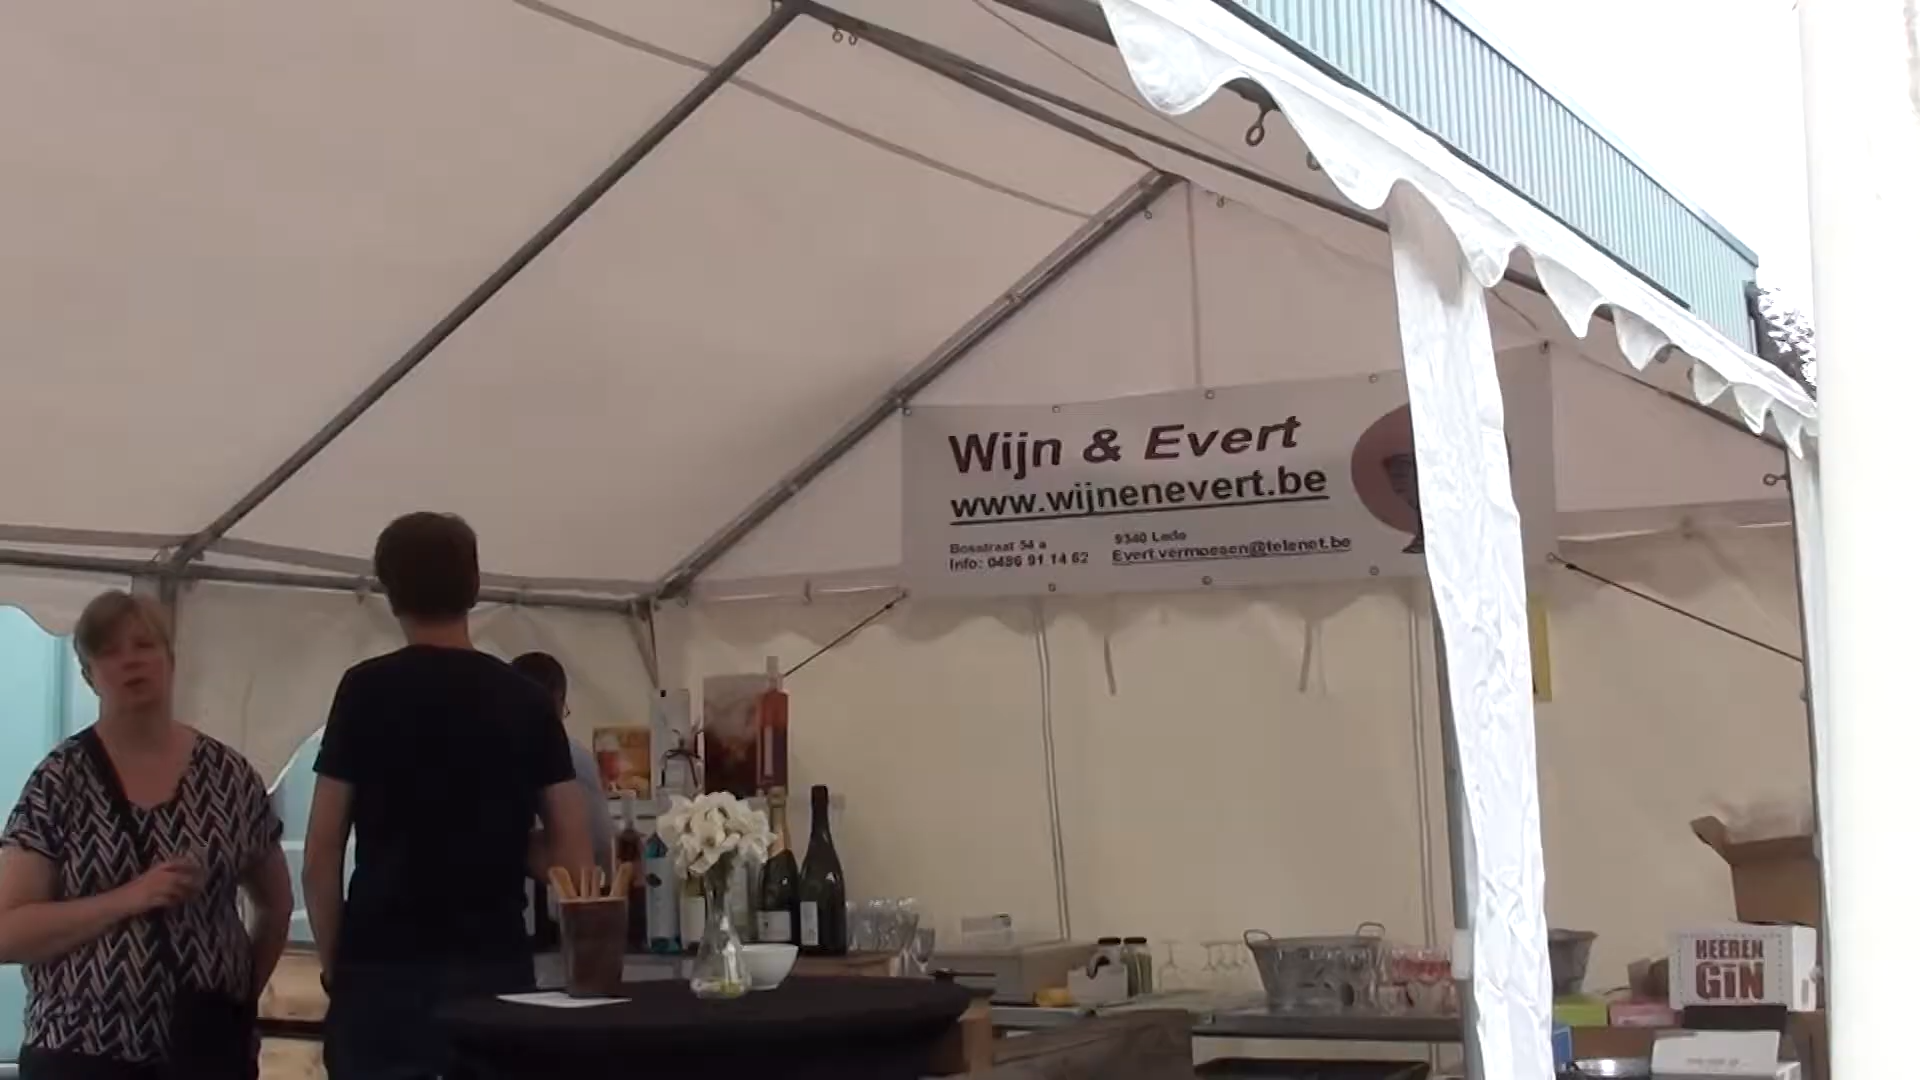 Wijn & Evert
www.wijnenevert.be
Bosstraat 54 a
Info: 0486 91 14 62
9340 Lede
Evert.vermoesen@telenet.be
HEEREN
GIN